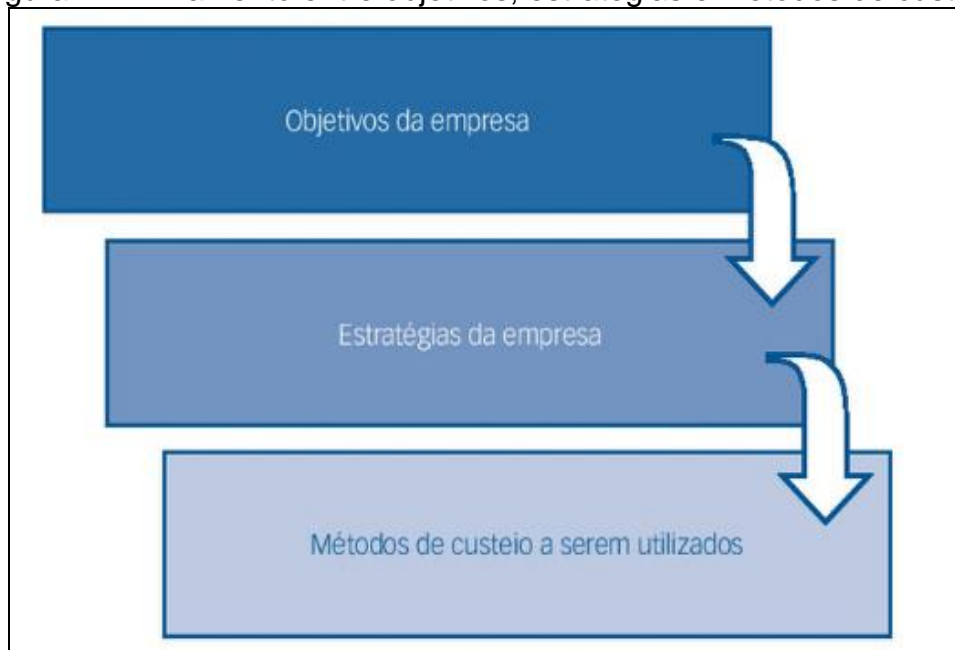 Objetivos da empresa
Estratégias da empresa
Métodos de custeio a serem utilizados